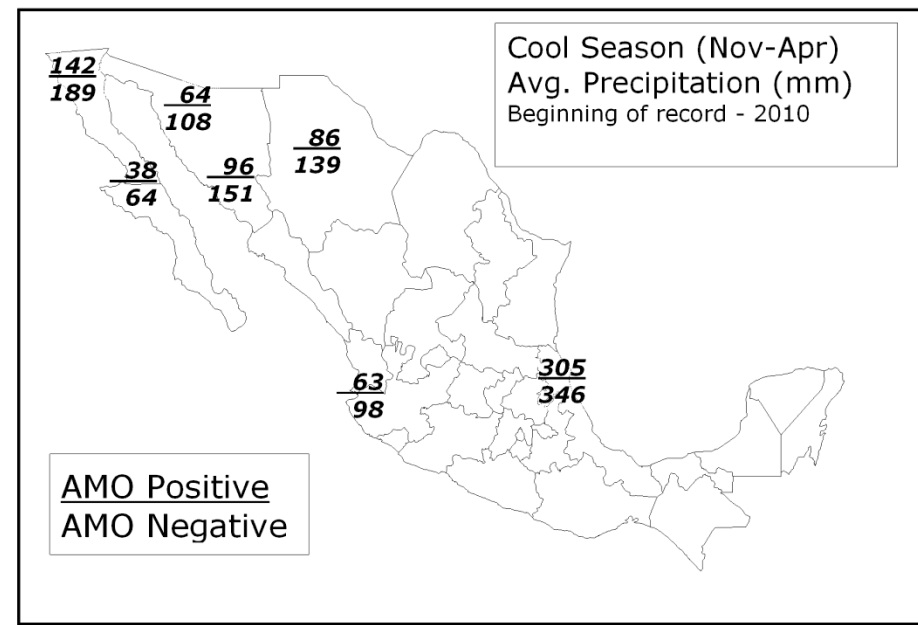 Cool Season (Nov-Apr)
Avg. Precipitation (mm)
Beginning of record - 2010
142
189
64
108
86
139
38
64
96
151
63
98
305
346
AMO Positive
AMO Negative